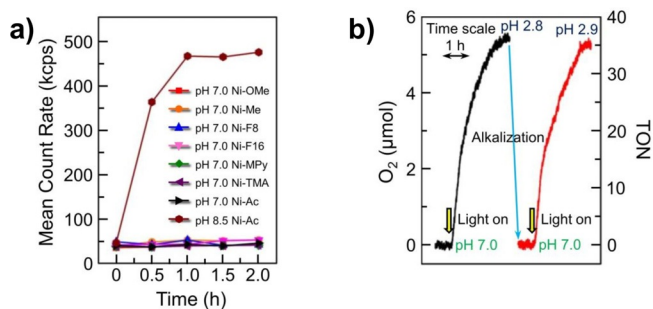 a)
Mean Count Rate (kcps)
500
400
300
200
100
0
0
0.5
1.0
1.5
2.0
Time (h)
pH 7.0 Ni-OMe
pH 7.0 Ni-Me
pH 7.0 Ni-F8
pH 7.0 Ni-F16
pH 7.0 Ni-MPy
pH 7.0 Ni-TMA
pH 7.0 Ni-Ac
pH 8.5 Ni-Ac
b)
O₂ (μmol)
6
4
2
0
Time scale
1 h
pH 2.8
pH 2.9
Alkalization
Light on
Light on
pH 7.0
pH 7.0
40
30
20
10
0
TON